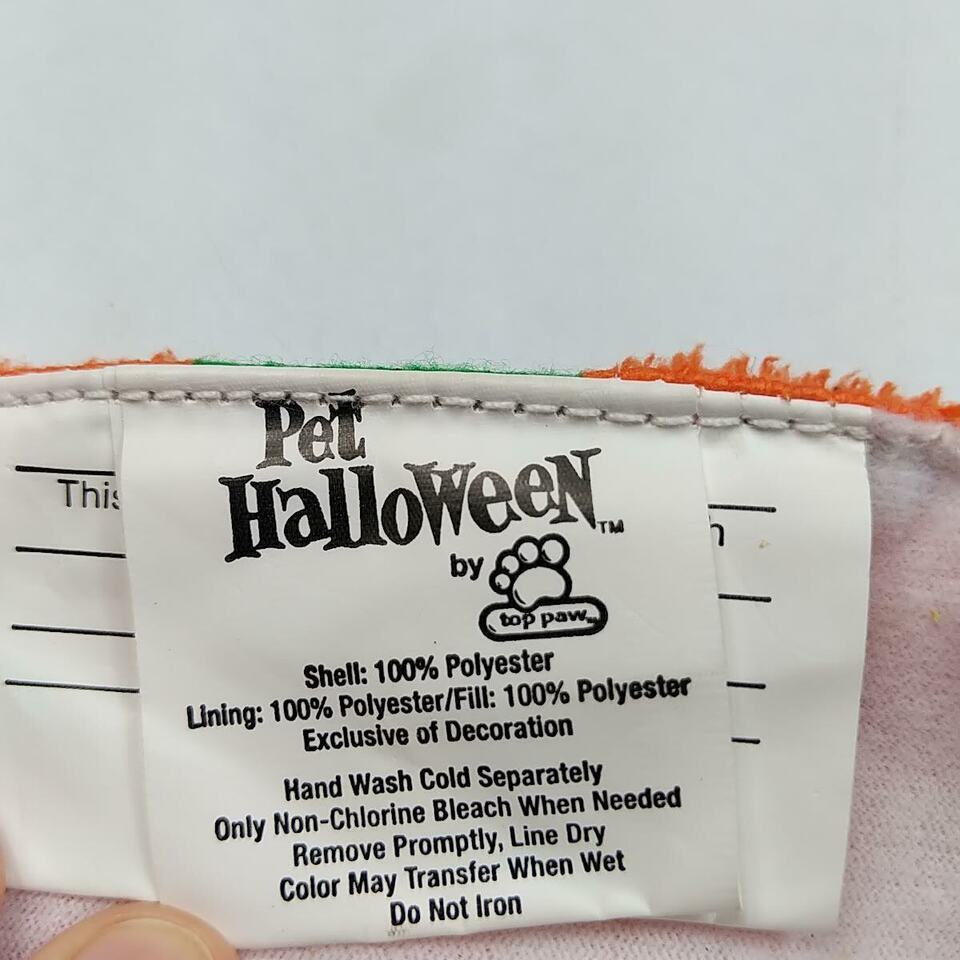 Pet
Halloween™
by
top paw™
Shell: 100% Polyester
Lining: 100% Polyester/Fill: 100% Polyester
Exclusive of Decoration
Hand Wash Cold Separately
Only Non-Chlorine Bleach When Needed
Remove Promptly, Line Dry
Color May Transfer When Wet
Do Not Iron
This